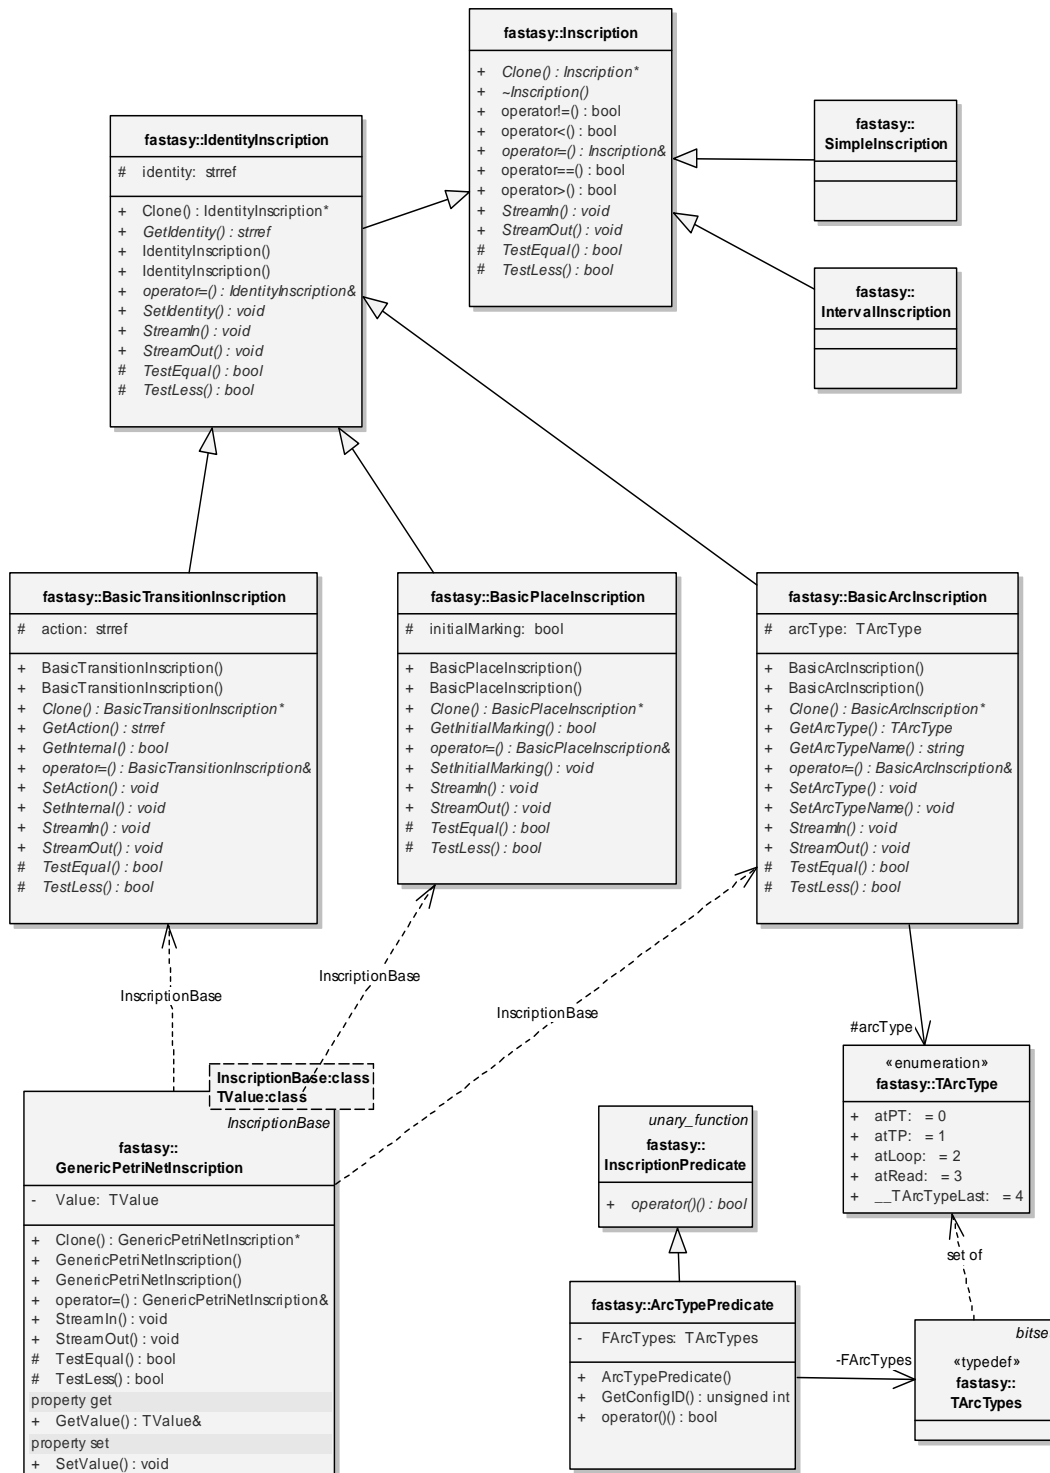 fastasy::Inscription
+ Clone() : Inscription*
+ ~Inscription()
+ operator!=() : bool
+ operator<() : bool
+ operator=() : Inscription&
+ operator==() : bool
+ operator>() : bool
+ StreamIn() : void
+ StreamOut() : void
# TestEqual() : bool
# TestLess() : bool
fastasy::
SimpleInscription
fastasy::
IntervalInscription
fastasy::IdentityInscription
# identity: strref
+ Clone() : IdentityInscription*
+ GetIdentity() : strref
+ IdentityInscription()
+ IdentityInscription()
+ operator=() : IdentityInscription&
+ SetIdentity() : void
+ StreamIn() : void
+ StreamOut() : void
# TestEqual() : bool
# TestLess() : bool
fastasy::BasicTransitionInscription
# action: strref
+ BasicTransitionInscription()
+ BasicTransitionInscription()
+ Clone() : BasicTransitionInscription*
+ GetAction() : strref
+ GetInternal() : bool
+ operator=() : BasicTransitionInscription&
+ SetAction() : void
+ SetInternal() : void
+ StreamIn() : void
+ StreamOut() : void
# TestEqual() : bool
# TestLess() : bool
fastasy::BasicPlaceInscription
# initialMarking: bool
+ BasicPlaceInscription()
+ BasicPlaceInscription()
+ Clone() : BasicPlaceInscription*
+ GetInitialMarking() : bool
+ operator=() : BasicPlaceInscription&
+ SetInitialMarking() : void
+ StreamIn() : void
+ StreamOut() : void
# TestEqual() : bool
# TestLess() : bool
fastasy::BasicArcInscription
# arcType: TArcType
+ BasicArcInscription()
+ BasicArcInscription()
+ Clone() : BasicArcInscription*
+ GetArcType() : TArcType
+ GetArcTypeName() : string
+ operator=() : BasicArcInscription&
+ SetArcType() : void
+ SetArcTypeName() : void
+ StreamIn() : void
+ StreamOut() : void
# TestEqual() : bool
# TestLess() : bool
InscriptionBase
InscriptionBase
InscriptionBase
#arcType
InscriptionBase:class
TValue:class
InscriptionBase
fastasy::
GenericPetriNetInscription
- Value: TValue
+ Clone() : GenericPetriNetInscription*
+ GenericPetriNetInscription()
+ GenericPetriNetInscription()
+ operator=() : GenericPetriNetInscription&
+ StreamIn() : void
+ StreamOut() : void
# TestEqual() : bool
# TestLess() : bool
property get
+ GetValue() : TValue&
property set
+ SetValue() : void
unary_function
fastasy::
InscriptionPredicate
+ operator()() : bool
fastasy::ArcTypePredicate
- FArcTypes: TArcTypes
+ ArcTypePredicate()
+ GetConfigID() : unsigned int
+ operator()() : bool
-FArcTypes
«enumeration»
fastasy::TArcType
+ atPT: = 0
+ atTP: = 1
+ atLoop: = 2
+ atRead: = 3
+ __TArcTypeLast: = 4
set of
bitse
«typedef»
fastasy::
TArcTypes